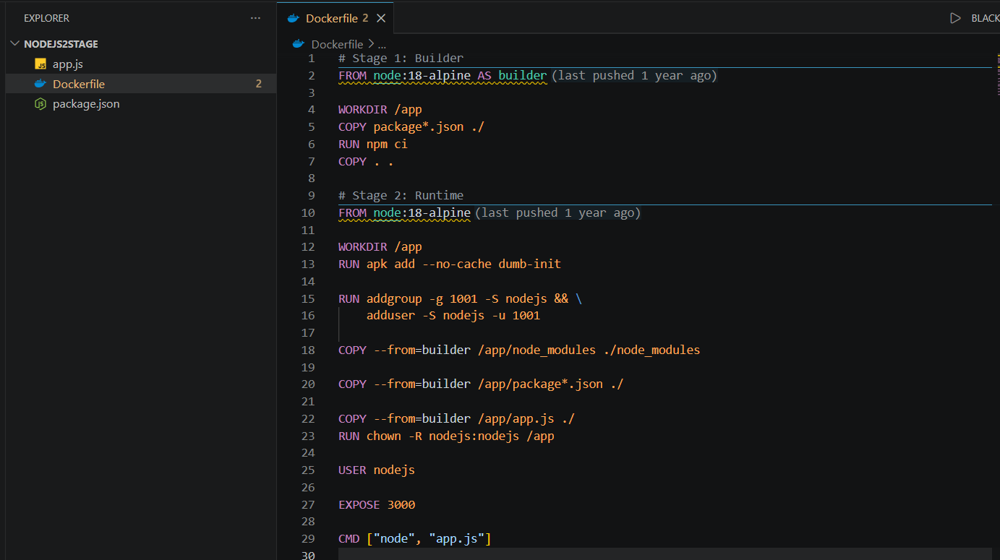 EXPLORER
···
NODEJS2STAGE
JS app.js
Dockerfile 2
package.json
Dockerfile 2
BLACK
Dockerfile > ...
1 # Stage 1: Builder
2 FROM node:18-alpine AS builder (last pushed 1 year ago)
3
4 WORKDIR /app
5 COPY package*.json ./
6 RUN npm ci
7 COPY . .
8
9 # Stage 2: Runtime
10 FROM node:18-alpine (last pushed 1 year ago)
11
12 WORKDIR /app
13 RUN apk add --no-cache dumb-init
14
15 RUN addgroup -g 1001 -S nodejs && \
16     adduser -S nodejs -u 1001
17
18 COPY --from=builder /app/node_modules ./node_modules
19
20 COPY --from=builder /app/package*.json ./
21
22 COPY --from=builder /app/app.js ./
23 RUN chown -R nodejs:nodejs /app
24
25 USER nodejs
26
27 EXPOSE 3000
28
29 CMD ["node", "app.js"]
30